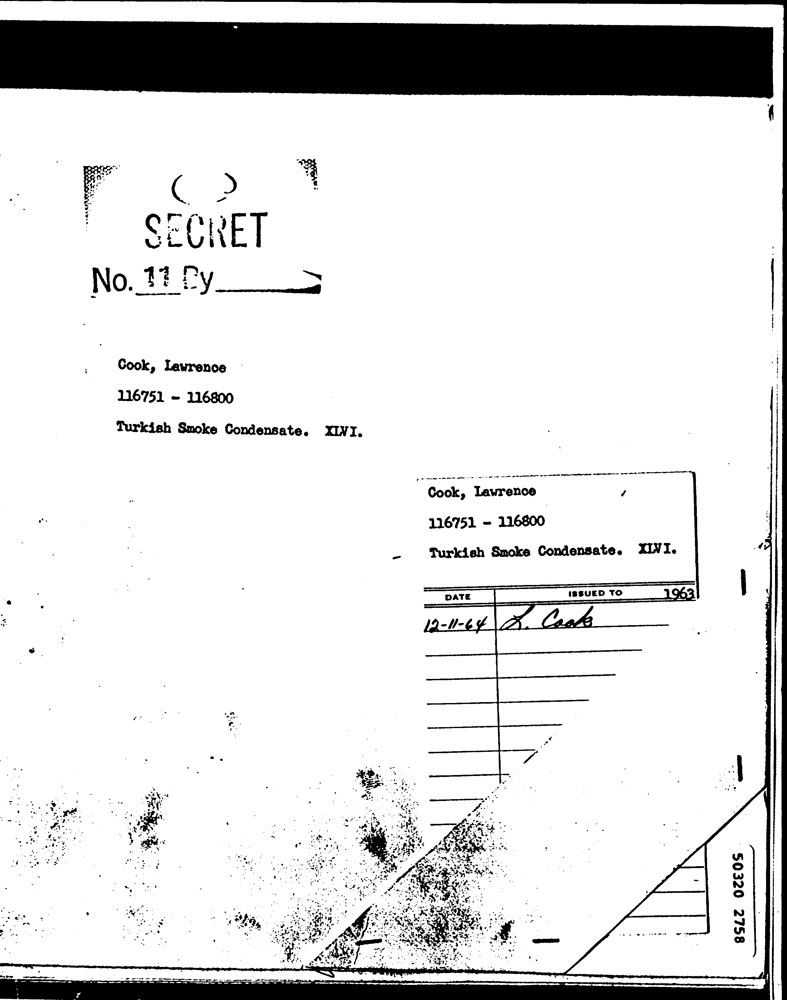 SECRET
No. 11 By
Cook, Lawrence
116751 - 116800
Turkish Smoke Condensate. XLVI.
Cook, Lawrence
116751 - 116800
Turkish Smoke Condensate. XLVI.
DATE ISSUED TO 1963
12-11-64 L. Cook
50320 2758